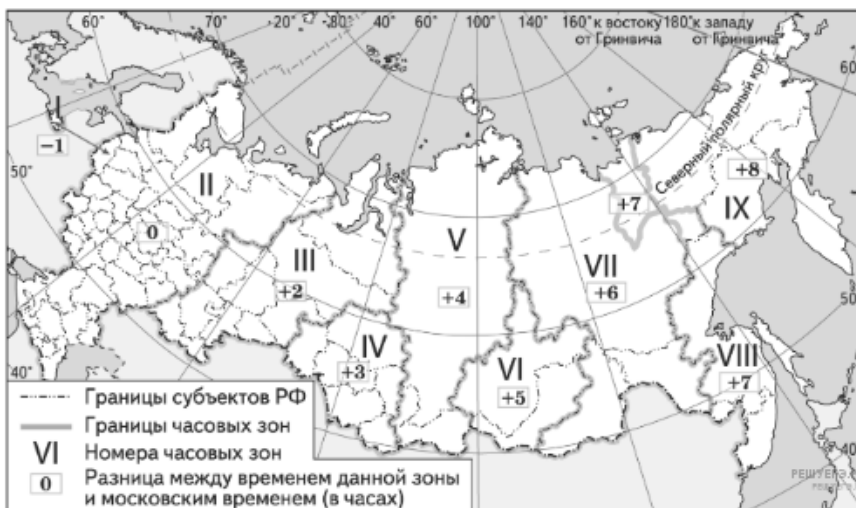 60°
70°
80°
100°
140°
160° к востоку
от Гринвича
180° к западу
от Гринвича
60
50°
40°
50
40
Северный полярный круг
I
−1
II
0
III
+2
IV
+3
V
+4
VI
+5
VII
+6
+7
VIII
+7
IX
+8
Границы субъектов РФ
Границы часовых зон
VI Номера часовых зон
0 Разница между временем данной зоны
и московским временем (в часах)